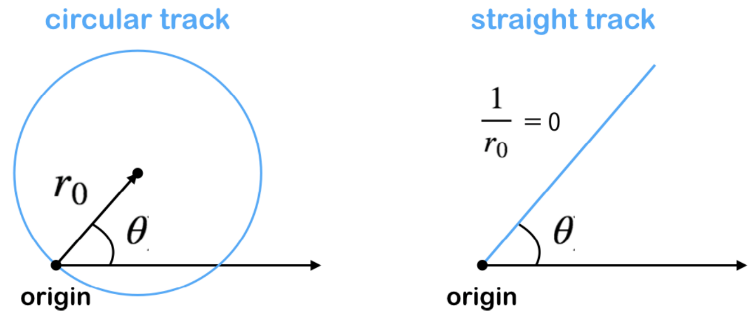 circular track
straight track
r₀
θ
origin
1
r₀
= 0
θ
origin